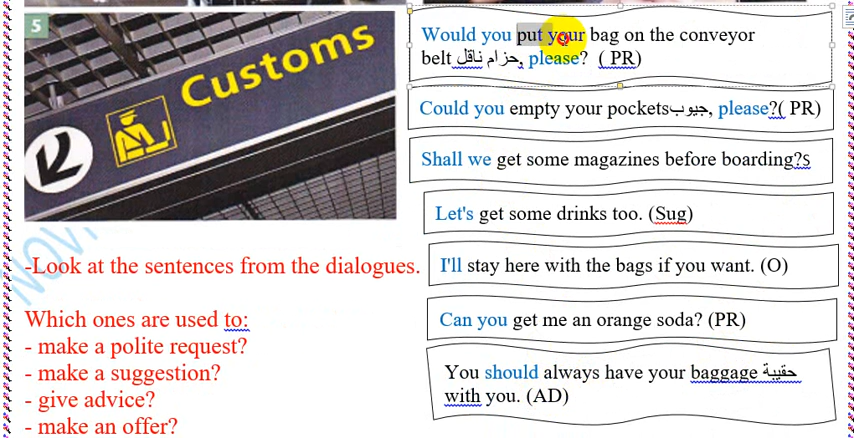 5
Customs
Would you put your bag on the conveyor
belt حزام ناقل, please? ( PR)
Could you empty your pockets جيوب, please?( PR)
Shall we get some magazines before boarding?s
Let's get some drinks too. (Sug)
-Look at the sentences from the dialogues.
I'll stay here with the bags if you want. (O)
Which ones are used to:
- make a polite request?
- make a suggestion?
- give advice?
- make an offer?
Can you get me an orange soda? (PR)
You should always have your baggage حقيبة
with you. (AD)